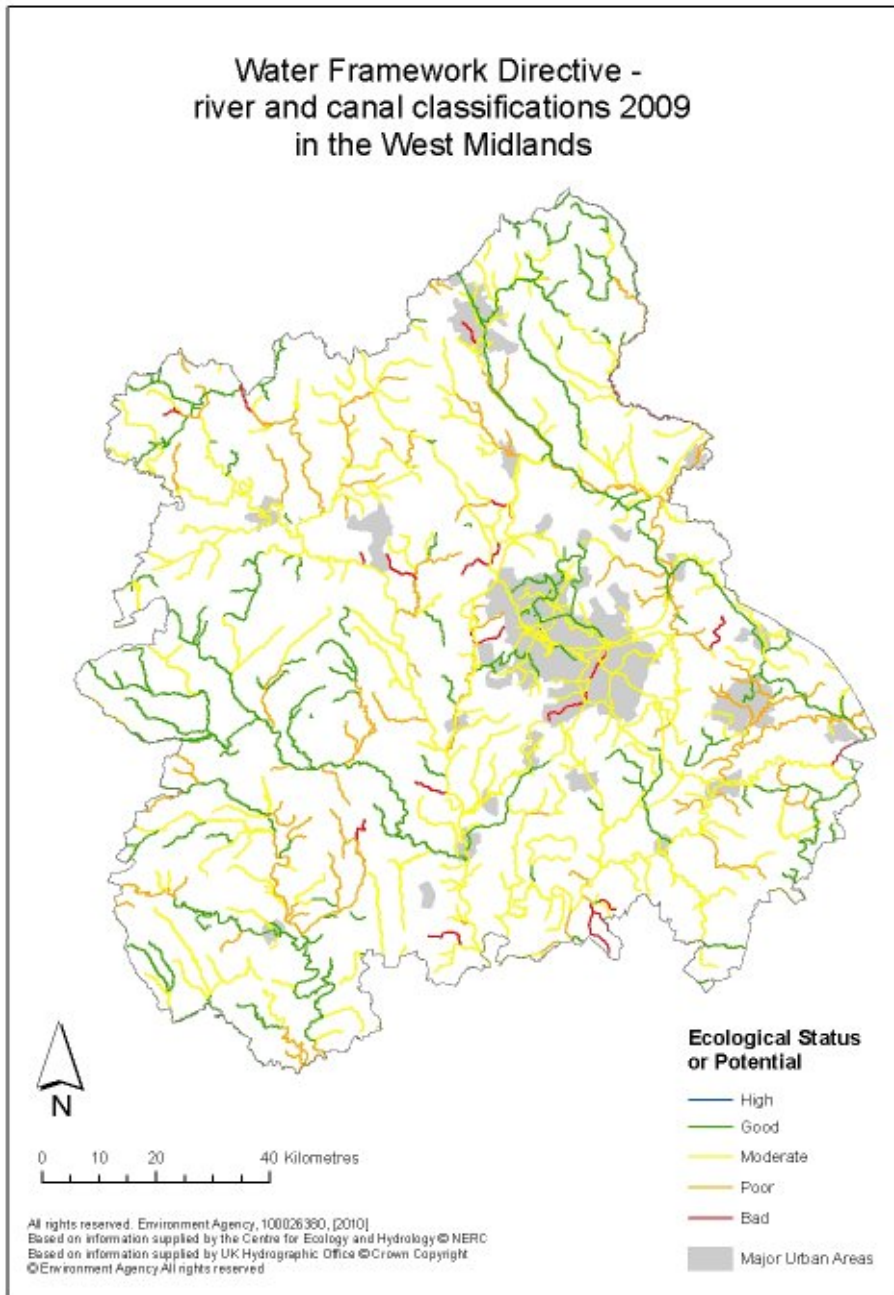 Water Framework Directive -
river and canal classifications 2009
in the West Midlands
Ecological Status
or Potential
High
Good
Moderate
Poor
Bad
Major Urban Areas
N
0 10 20 40 Kilometres
All rights reserved. Environment Agency, 100026380, [2010]
Based on information supplied by the Centre for Ecology and Hydrology © NERC
Based on information supplied by UK Hydrographic Office © Crown Copyright
© Environment Agency All rights reserved